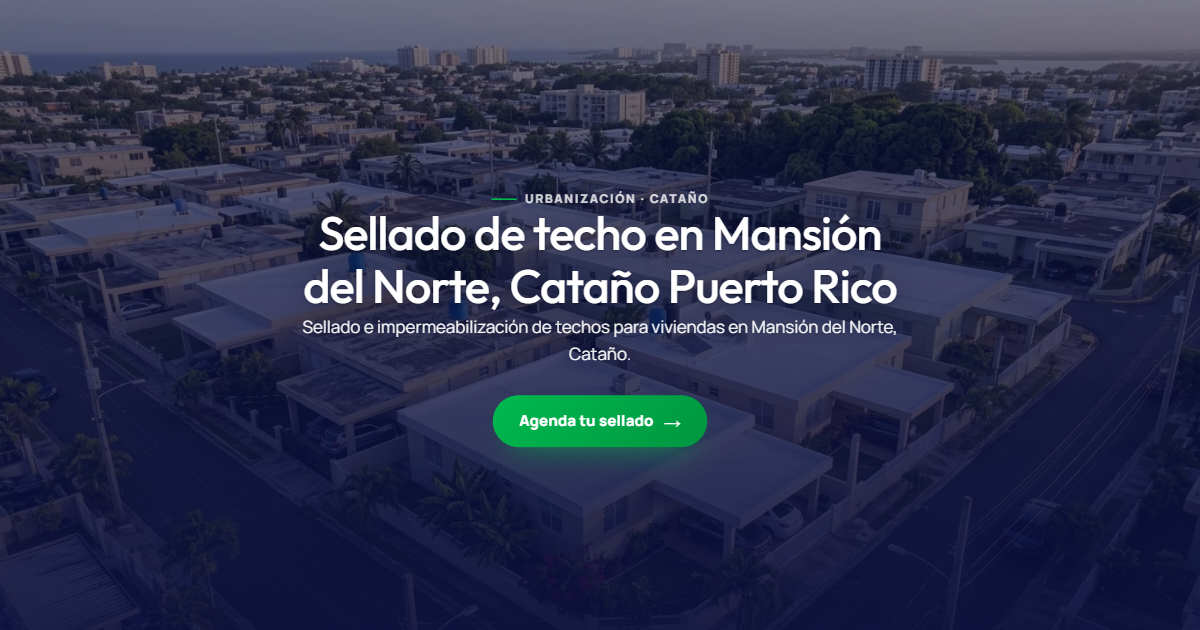 URBANIZACIÓN · CATAÑO
Sellado de techo en Mansión
del Norte, Cataño Puerto Rico
Sellado e impermeabilización de techos para viviendas en Mansión del Norte,
Cataño.
Agenda tu sellado →